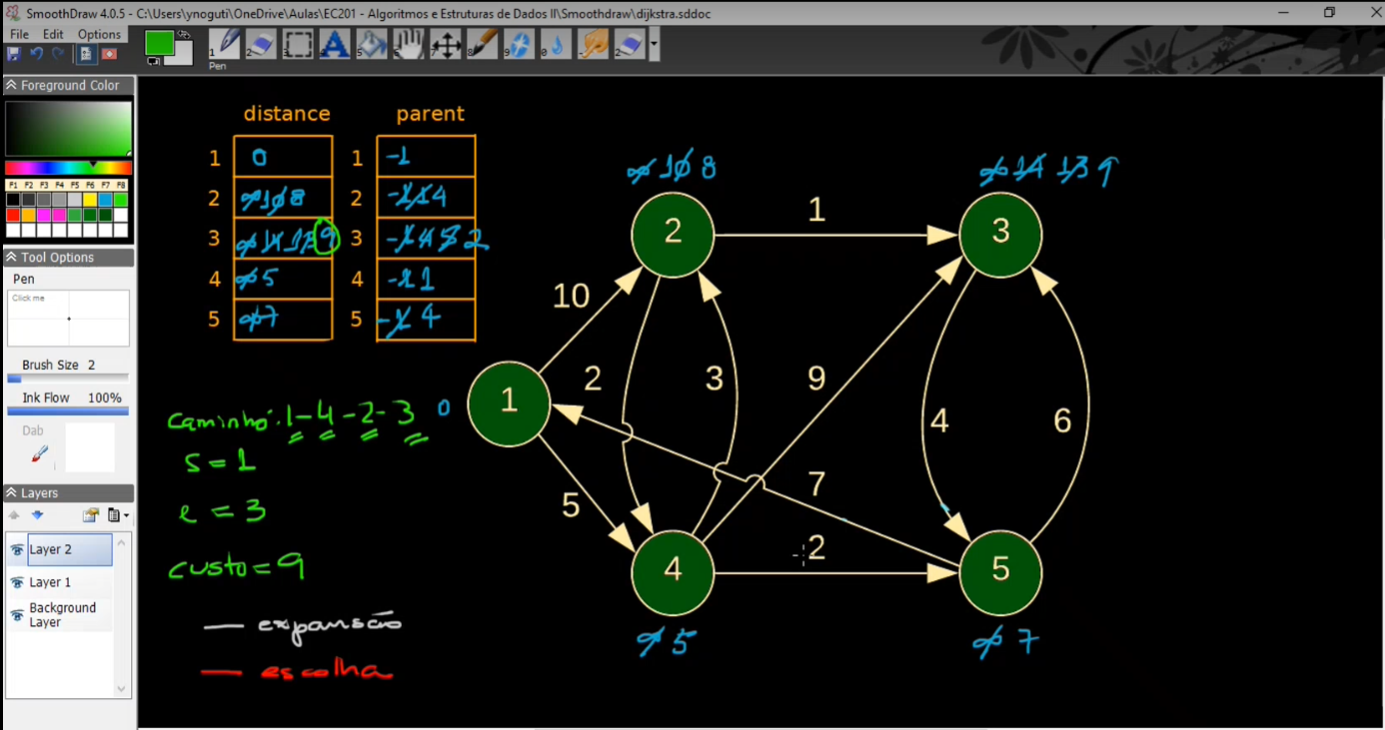 SmoothDraw 4.0.5 - C:\Users\ynoguti\OneDrive\Aulas\EC201 - Algoritmos e Estruturas de Dados II\Smoothdraw\dijkstra.sddoc
File Edit Options
Pen
Foreground Color
F1 F2 F3 F4 F5 F6 F7 F8
Tool Options
Pen
Click me
Brush Size 2
Ink Flow 100%
Dab
Layers
Layer 2
Layer 1
Background Layer
distance parent
1 0 1 -1
2 ∞ 10 8 2 -1 1 4
3 ∞ 14 13 9 3 -1 4 5 2
4 ∞ 5 4 -1 1
5 ∞ 7 5 -1 4
caminho: 1-4-2-3
s = 1
e = 3
custo = 9
expansão
escolha
∞ 10 8
∞ 14 13 9
2
1
3
10
2
3
9
4
6
0
1
5
7
2
4
5
∞ 5
∞ 7